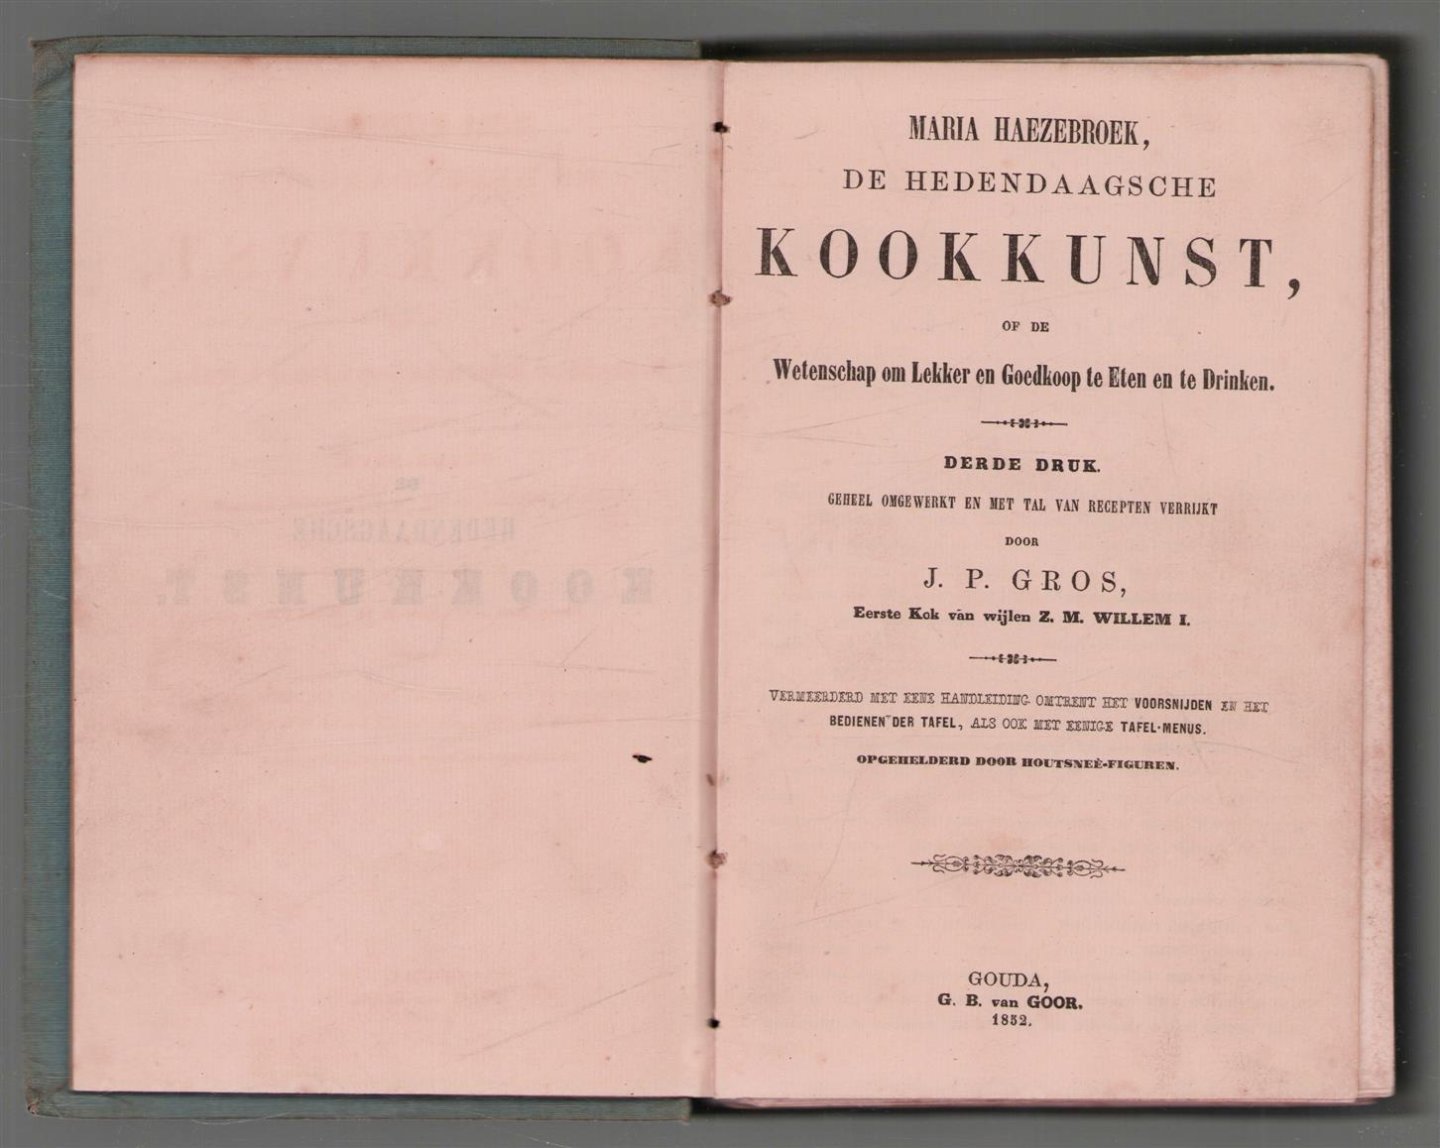 MARIA HAEZEBROEK,
DE HEDENDAAGSCHE
KOOKKUNST,
OF DE
Wetenschap om Lekker en Goedkoop te Eten en te Drinken.
DERDE DRUK.
GEHEEL OMGEWERKT EN MET TAL VAN RECEPTEN VERRIJKT
DOOR
J. P. GROS,
Eerste Kok van wijlen Z. M. WILLEM I.
VERMEERDERD MET EENE HANDLEIDING OMTRENT HET VOORSNIJDEN EN HET
BEDIENEN DER TAFEL, ALS OOK MET EENIGE TAFEL-MENUS.
OPGEHELDERD DOOR HOUTSNEÈ-FIGUREN.
GOUDA,
G. B. van GOOR.
1852.